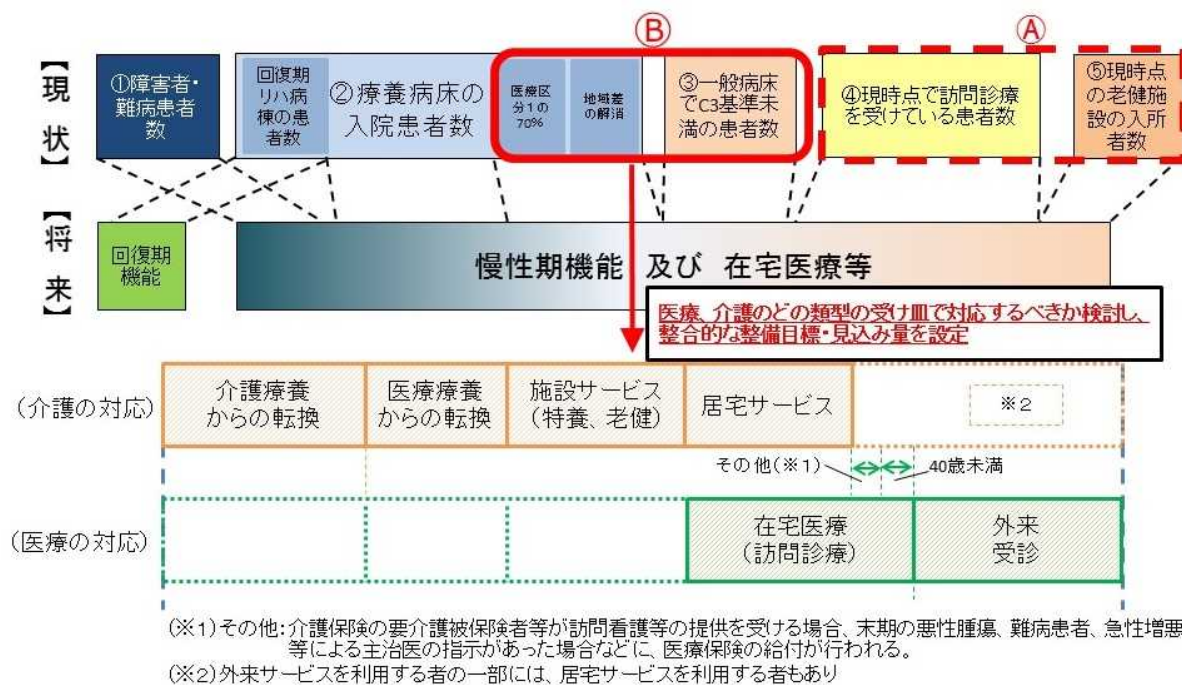 Ⓑ
Ⓐ
【現状】
①障害者・
難病患者
数
回復期
リハ病
棟の患
者数
②療養病床の
入院患者数
医療区
分1の
70%
地域差
の解消
③一般病床
でC3基準未
満の患者数
④現時点で訪問診療
を受けている患者数
⑤現時点
の老健施
設の入所
者数
【将来】
回復期
機能
慢性期機能 及び 在宅医療等
医療、介護のどの類型の受け皿で対応するべきか検討し、
整合的な整備目標・見込み量を設定
(介護の対応)
介護療養
からの転換
医療療養
からの転換
施設サービス
(特養、老健)
居宅サービス
※2
その他(※1)
40歳未満
(医療の対応)
在宅医療
(訪問診療)
外来
受診
(※1)その他:介護保険の要介護被保険者等が訪問看護等の提供を受ける場合、末期の悪性腫瘍、難病患者、急性増悪
等による主治医の指示があった場合などに、医療保険の給付が行われる。
(※2)外来サービスを利用する者の一部には、居宅サービスを利用する者もあり